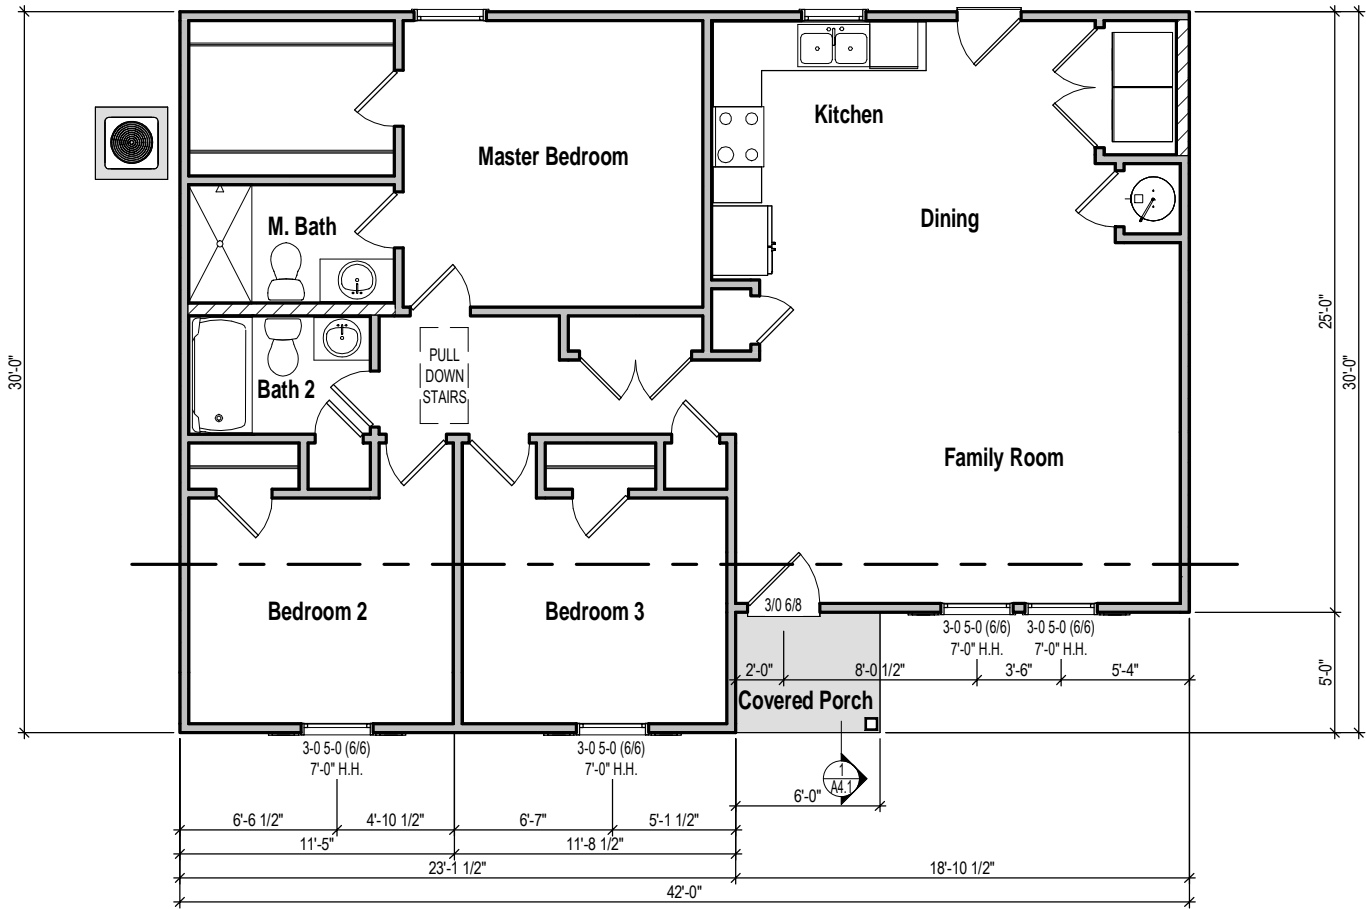 Kitchen
Master Bedroom
M. Bath
Dining
30'-0"
25'-0"
30'-0"
PULL
DOWN
STAIRS
Bath 2
Family Room
Bedroom 2
Bedroom 3
3/0 6/8
3-0 5-0 (6/6)
7'-0" H.H.
3-0 5-0 (6/6)
7'-0" H.H.
2'-0"
8'-0 1/2"
3'-6"
5'-4"
5'-0"
Covered Porch
3-0 5-0 (6/6)
7'-0" H.H.
3-0 5-0 (6/6)
7'-0" H.H.
1
A4.1
6'-0"
6'-6 1/2"
4'-10 1/2"
6'-7"
5'-1 1/2"
11'-5"
11'-8 1/2"
23'-1 1/2"
18'-10 1/2"
42'-0"